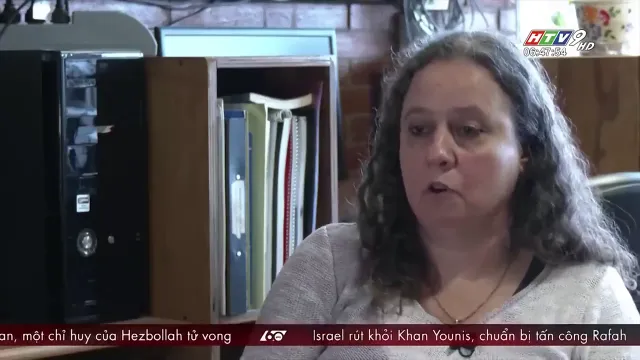 HTV9 HD
06:47:54
an, một chỉ huy của Hezbollah tử vong 60 Israel rút khỏi Khan Younis, chuẩn bị tấn công Rafah